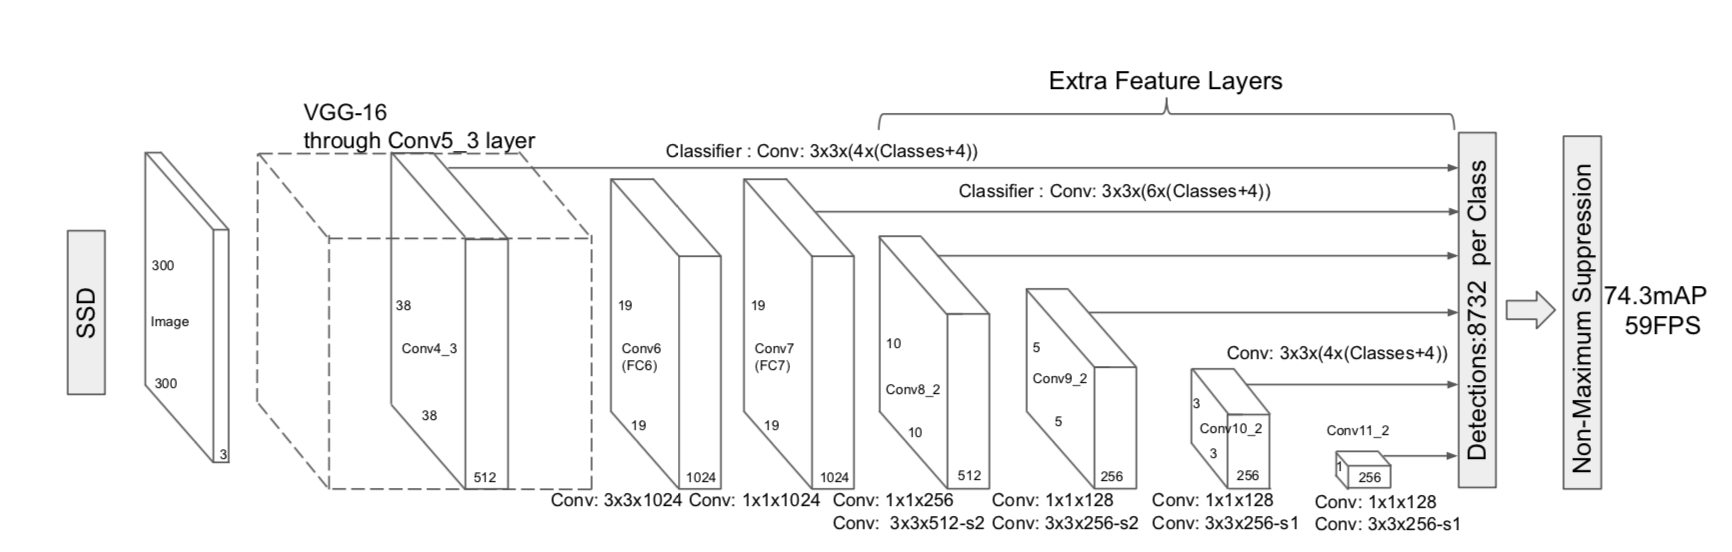 Extra Feature Layers
VGG-16
through Conv5_3 layer
Classifier : Conv: 3x3x(4x(Classes+4))
Classifier : Conv: 3x3x(6x(Classes+4))
SSD
300
Image
300
3
38
Conv4_3
38
512
19
Conv6
(FC6)
19
1024
19
Conv7
(FC7)
19
1024
10
Conv8_2
10
512
5
Conv9_2
5
256
Conv: 3x3x(4x(Classes+4))
3
Conv10_2
3
256
Conv11_2
1
256
Detections:8732 per Class
Non-Maximum Suppression
74.3mAP
59FPS
Conv: 3x3x1024
Conv: 1x1x1024
Conv: 1x1x256
Conv: 3x3x512-s2
Conv: 1x1x128
Conv: 3x3x256-s2
Conv: 1x1x128
Conv: 3x3x256-s1
Conv: 1x1x128
Conv: 3x3x256-s1